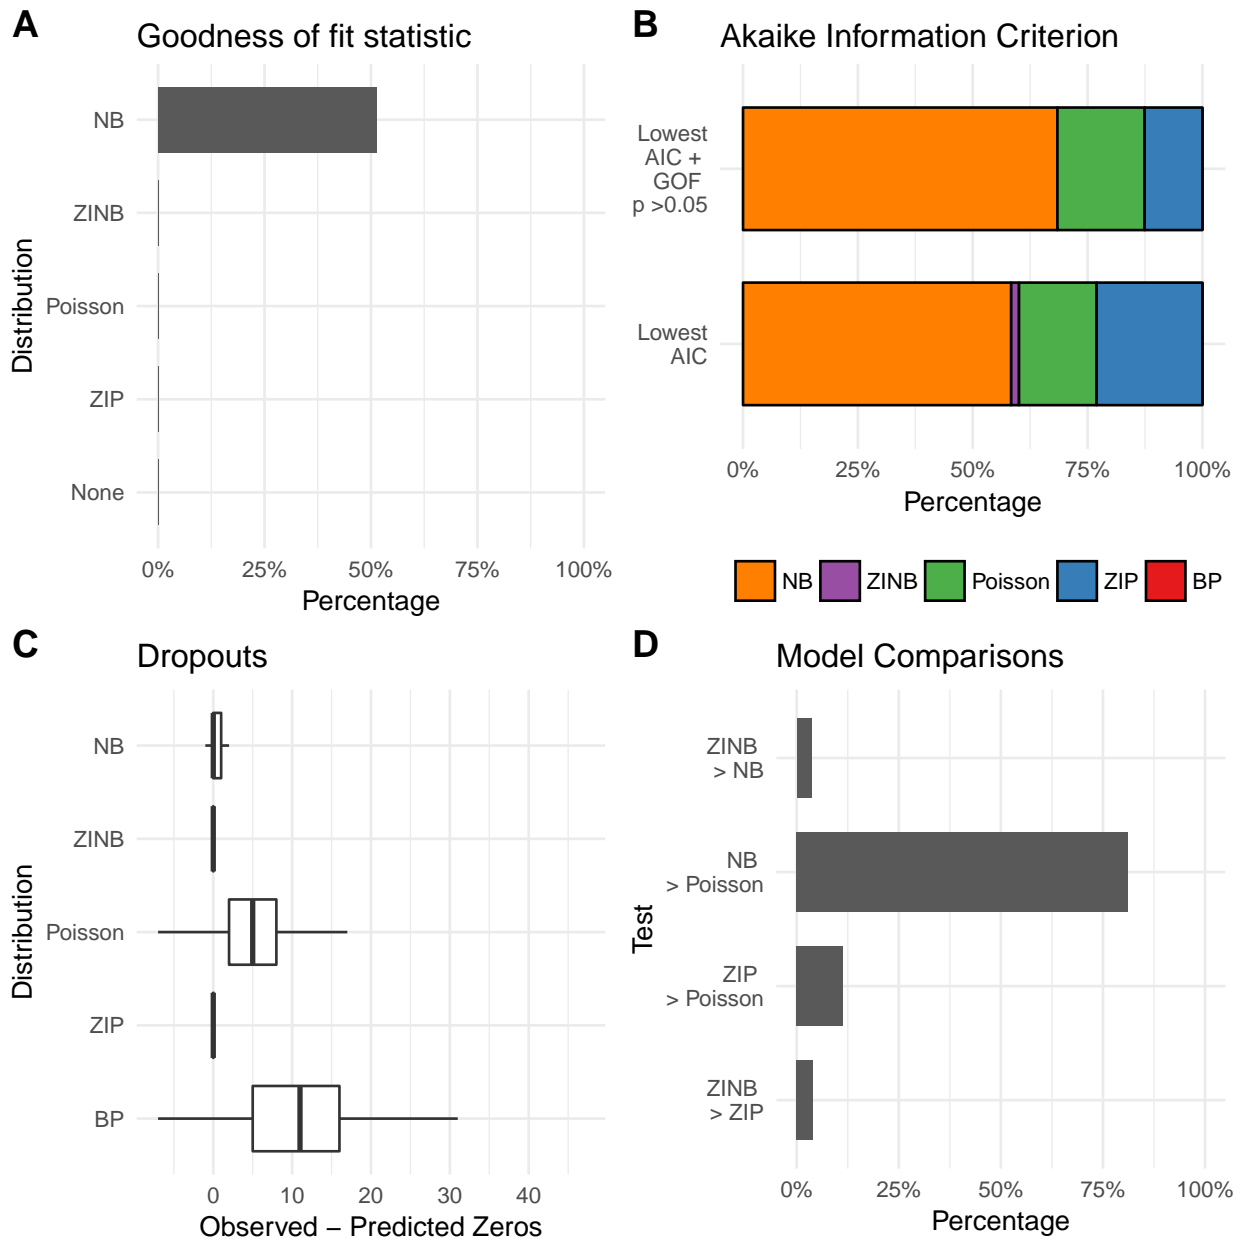 A
Goodness of fit statistic
Distribution
NB
ZINB
Poisson
ZIP
None
0% 25% 50% 75% 100%
Percentage
B
Akaike Information Criterion
Lowest
AIC +
GOF
p >0.05
Lowest
AIC
0% 25% 50% 75% 100%
Percentage
NB ZINB Poisson ZIP BP
C
Dropouts
Distribution
NB
ZINB
Poisson
ZIP
BP
0 10 20 30 40
Observed − Predicted Zeros
D
Model Comparisons
Test
ZINB
> NB
NB
> Poisson
ZIP
> Poisson
ZINB
> ZIP
0% 25% 50% 75% 100%
Percentage